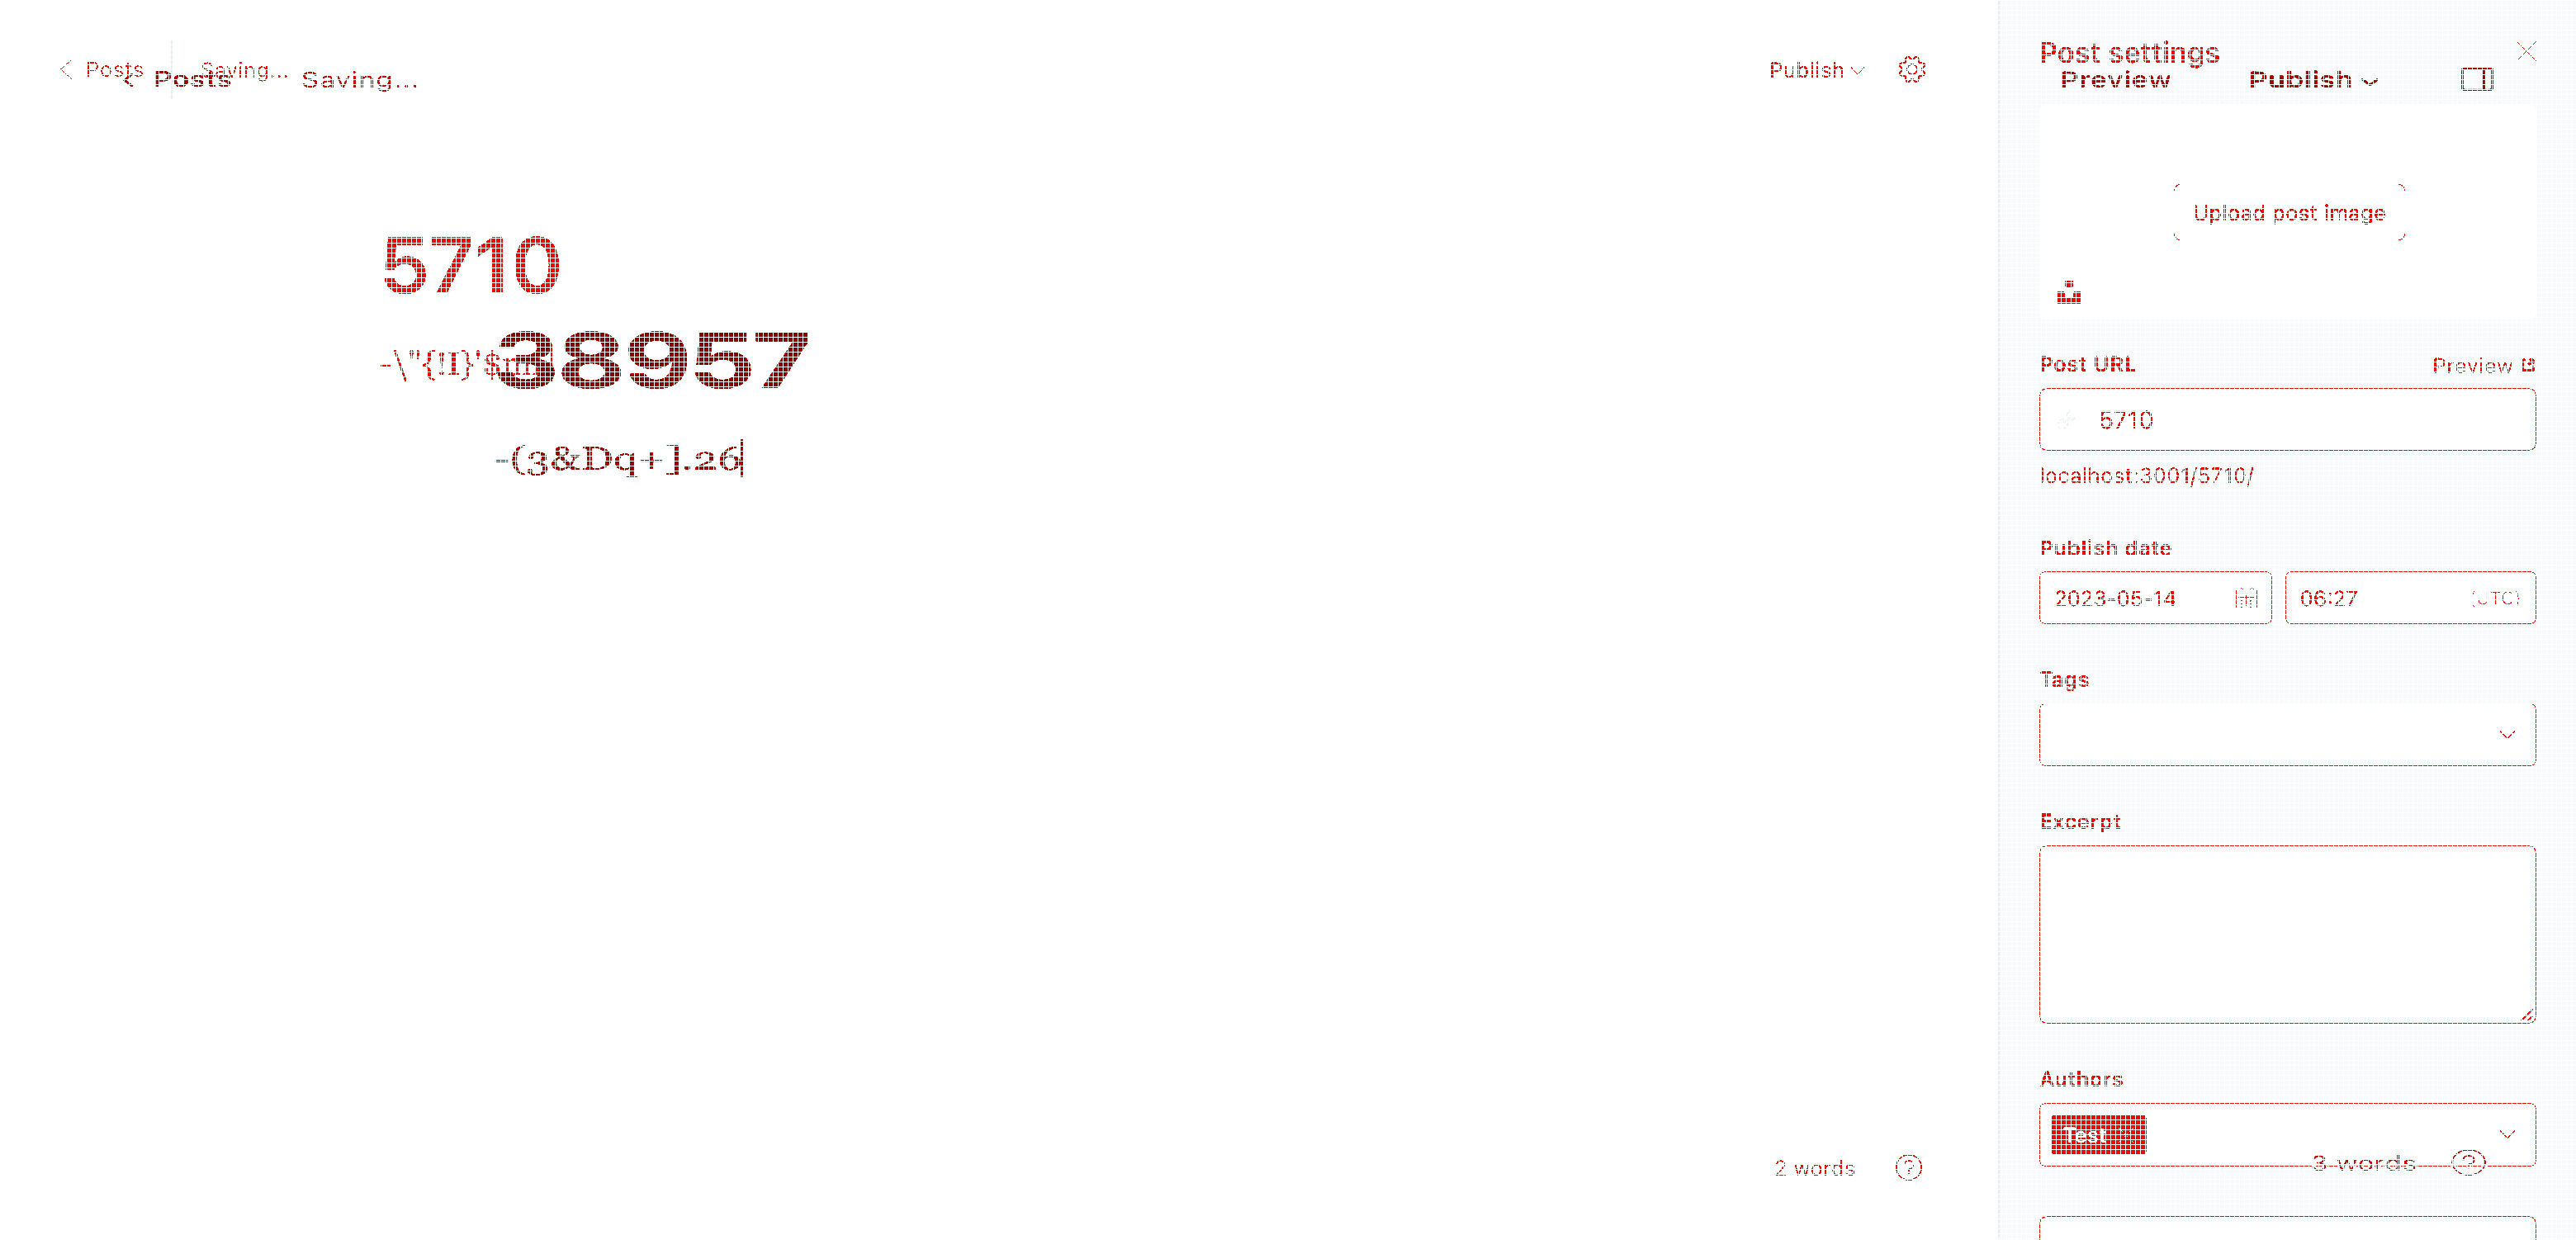 Posts Saving...
Posts Saving...
Publish
Post settings
Preview Publish
Upload post image
5710
38957
-\"{!I}'$
-(3&Dq+].26
Post URL Preview
5710
localhost:3001/5710/
Publish date
2023-05-14 06:27 (UTC)
Tags
Excerpt
Authors
Test
2 words ?
3 words ?